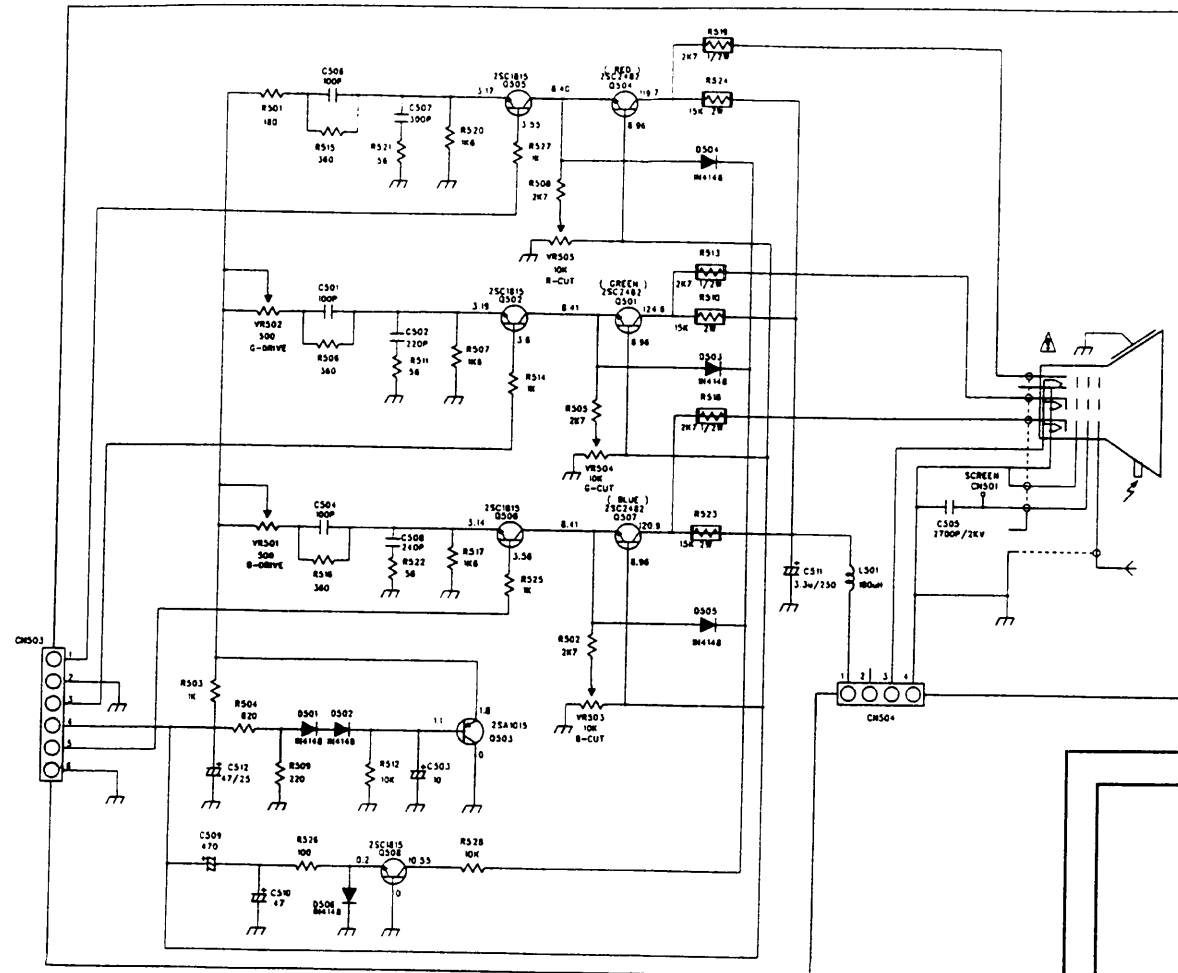 R519
2K7 1/2W
C506
100P
2SC1815
Q505
( RED )
2SC2482
Q504
R524
3.17
8.40
119.7
15K 2W
R501
180
C507
300P
3.55
8.96
R515
360
R521
56
R520
1K6
R527
1K
D504
1N4148
R508
2K7
VR505
10K
R-CUT
R513
2K7 1/2W
C501
100P
2SC1815
Q502
( GREEN )
2SC2482
Q501
R510
3.19
8.41
124.6
15K 2W
VR502
500
G-DRIVE
C502
220P
3.6
8.96
R506
360
R511
56
R507
1K6
R514
1K
D503
1N4148
R505
2K7
R518
2K7 1/2W
VR504
10K
G-CUT
SCREEN
CN501
C504
100P
2SC1815
Q506
( BLUE )
2SC2482
Q507
R523
3.14
8.41
120.9
15K 2W
C505
2700P/2KV
VR501
500
B-DRIVE
C508
240P
3.56
8.96
R516
360
R522
56
R517
1K6
R525
1K
C511
3.3u/250
L501
180uH
D505
1N4148
R502
2K7
CN503
1
2
3
4
5
6
R503
1K
VR503
10K
B-CUT
1 2 3 4
CN504
R504
820
D501
1N4148
D502
1N4148
1.1
1.8
2SA1015
Q503
0
C512
47/25
R509
220
R512
10K
C503
10
C509
470
R526
100
2SC1815
Q508
R528
10K
0.2
10.55
0
C510
47
D506
1N4148